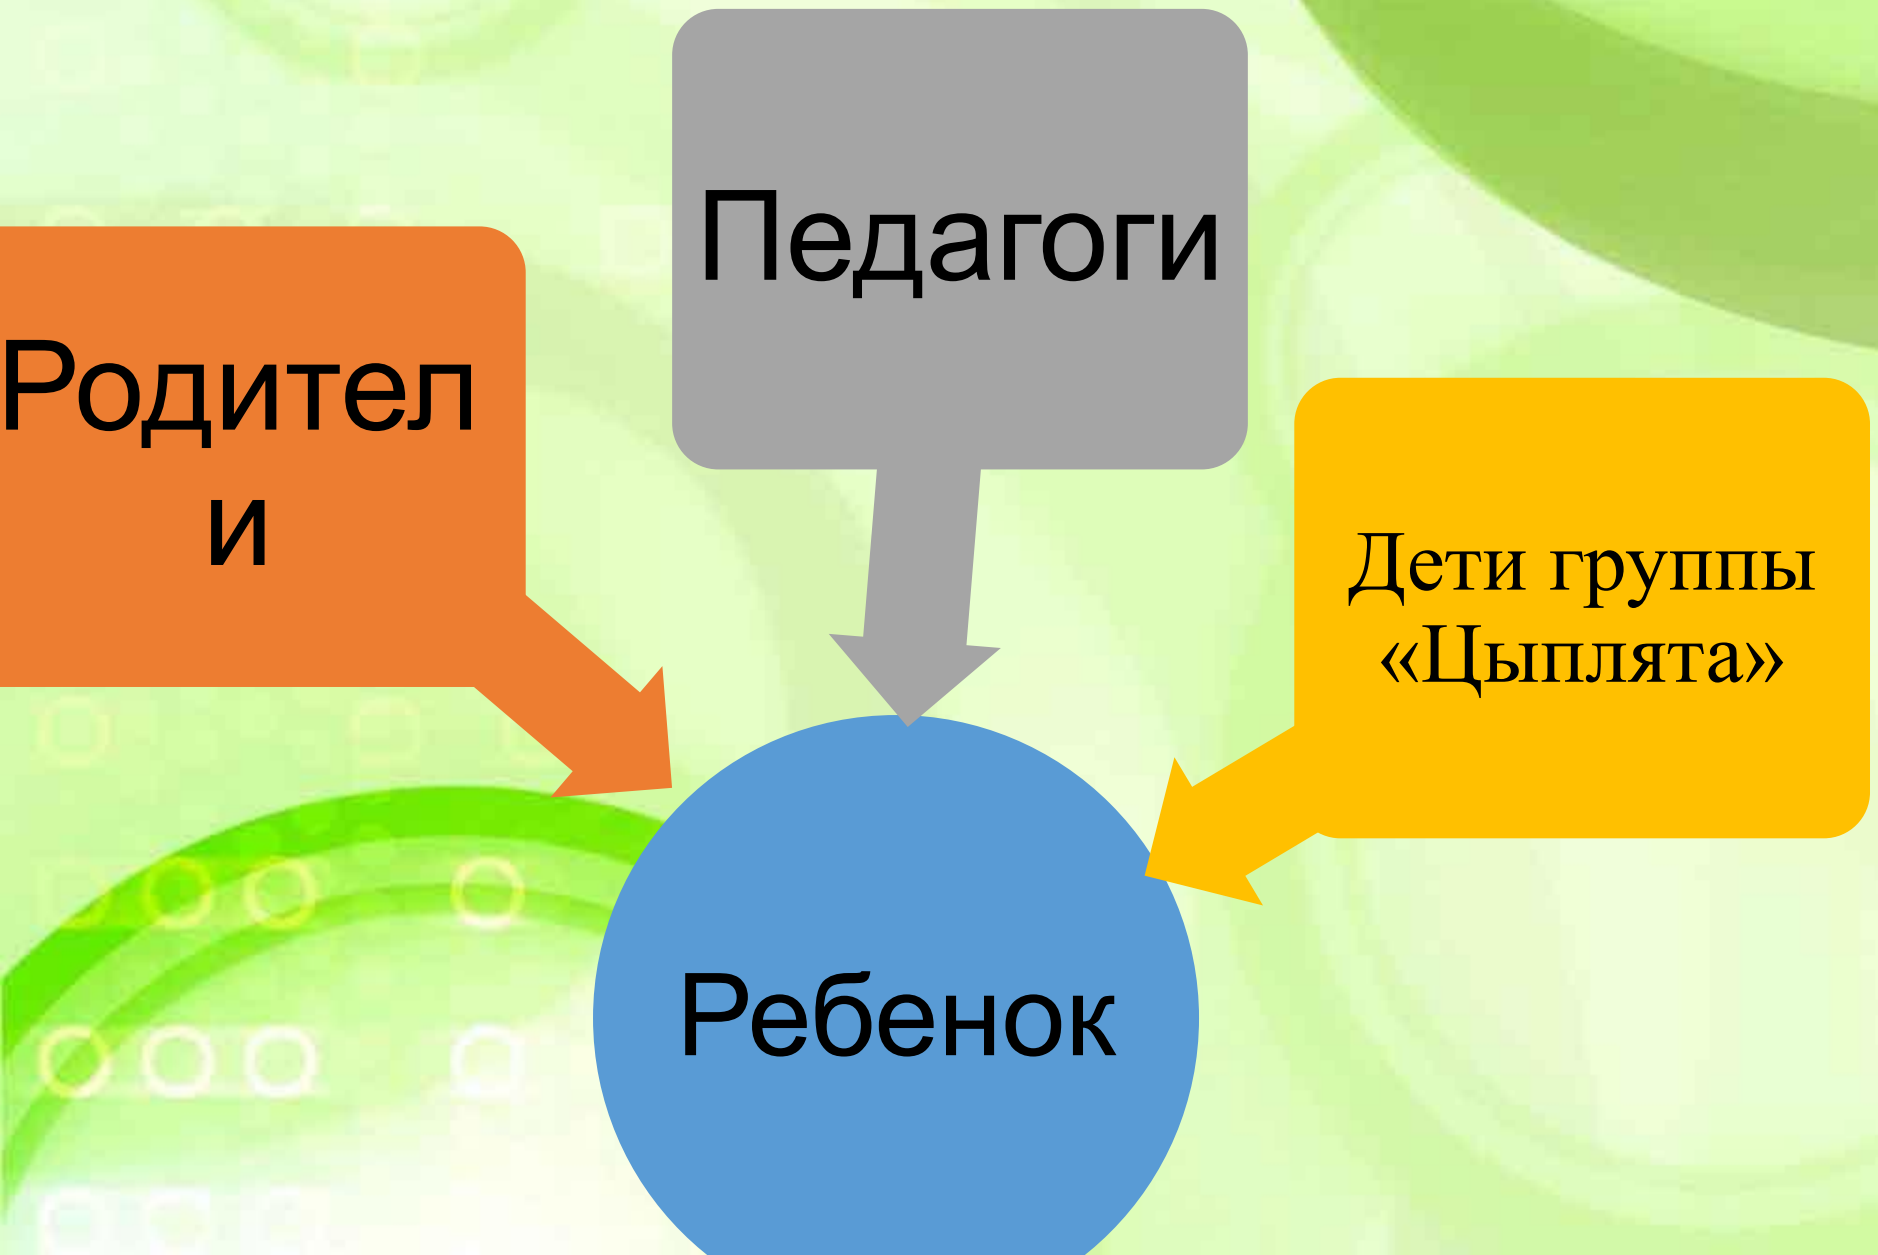 Педагоги
Родител
и
Дети группы
«Цыплята»
Ребенок